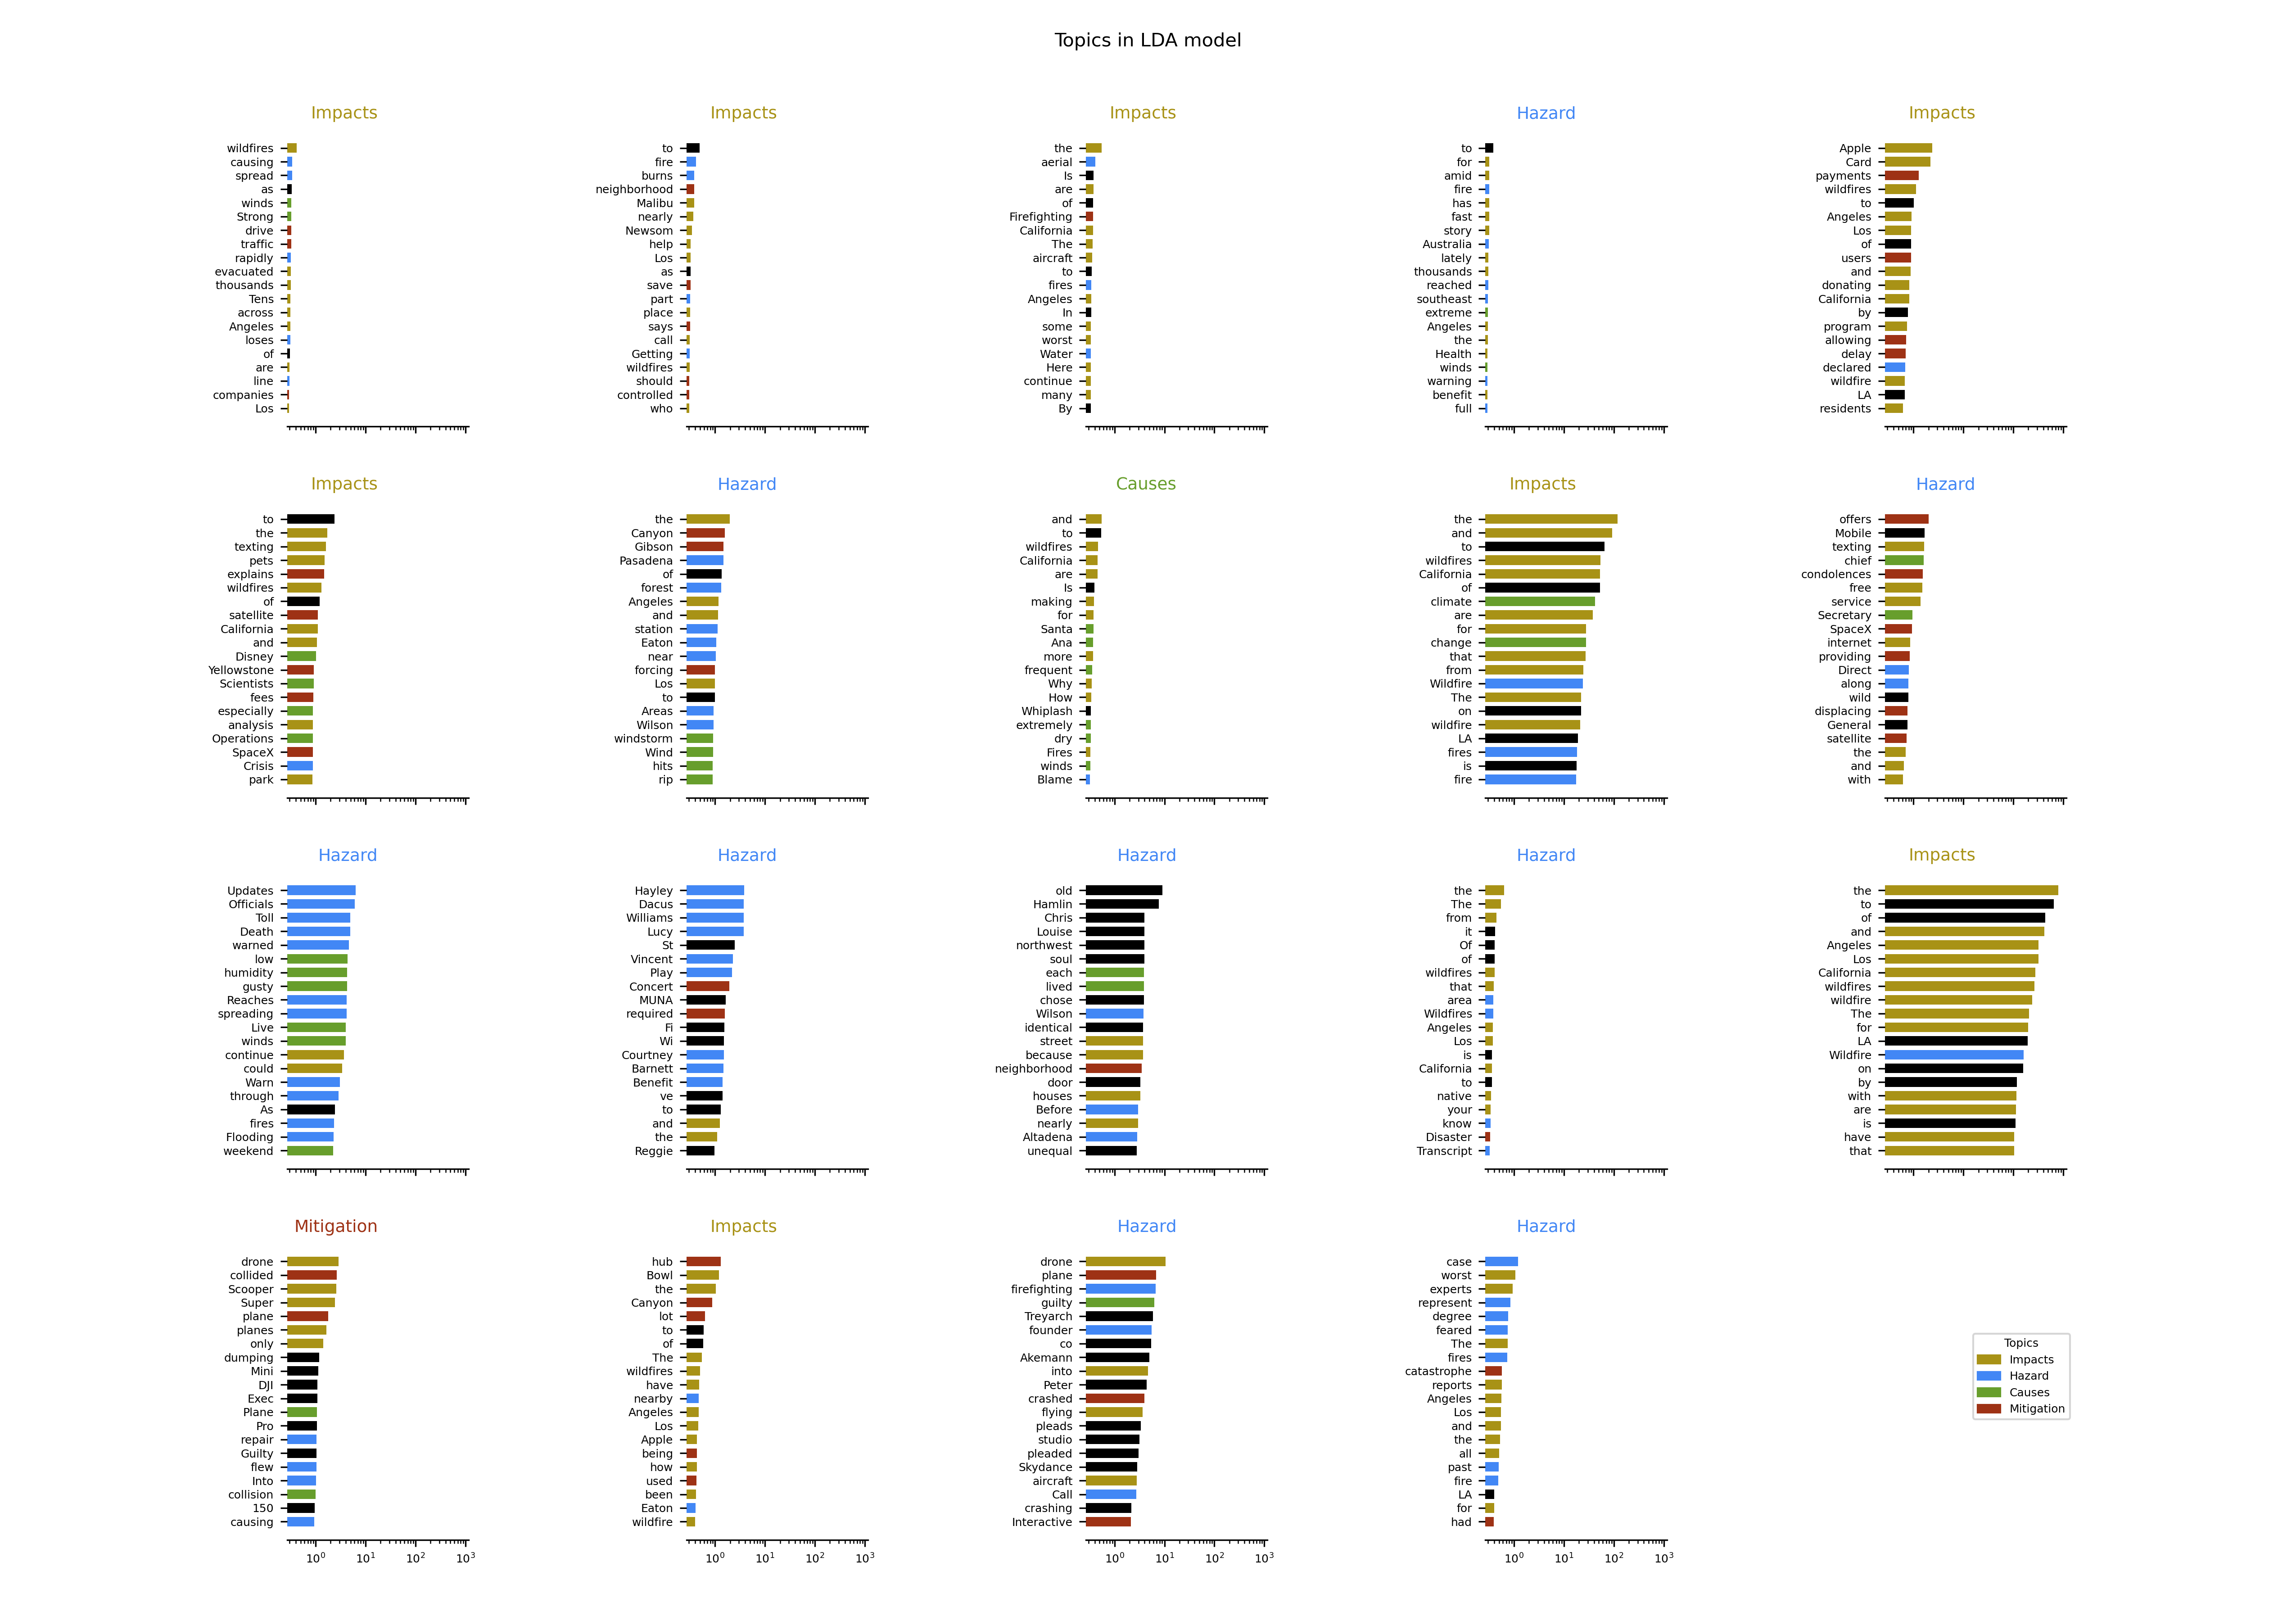 Topics in LDA model
Impacts
wildfires
causing
spread
as
winds
Strong
drive
traffic
rapidly
evacuated
thousands
Tens
across
Angeles
loses
of
are
line
companies
Los
Impacts
to
fire
burns
neighborhood
Malibu
nearly
Newsom
help
Los
as
save
part
place
says
call
Getting
wildfires
should
controlled
who
Impacts
the
aerial
Is
are
of
Firefighting
California
The
aircraft
to
fires
Angeles
In
some
worst
Water
Here
continue
many
By
Hazard
to
for
amid
fire
has
fast
story
Australia
lately
thousands
reached
southeast
extreme
Angeles
the
Health
winds
warning
benefit
full
Impacts
Apple
Card
payments
wildfires
to
Angeles
Los
of
users
and
donating
California
by
program
allowing
delay
declared
wildfire
LA
residents
Impacts
to
the
texting
pets
explains
wildfires
of
satellite
California
and
Disney
Yellowstone
Scientists
fees
especially
analysis
Operations
SpaceX
Crisis
park
Hazard
the
Canyon
Gibson
Pasadena
of
forest
Angeles
and
station
Eaton
near
forcing
Los
to
Areas
Wilson
windstorm
Wind
hits
rip
Causes
and
to
wildfires
California
are
Is
making
for
Santa
Ana
more
frequent
Why
How
Whiplash
extremely
dry
Fires
winds
Blame
Impacts
the
and
to
wildfires
California
of
climate
are
for
change
that
from
Wildfire
The
on
wildfire
LA
fires
is
fire
Hazard
offers
Mobile
texting
chief
condolences
free
service
Secretary
SpaceX
internet
providing
Direct
along
wild
displacing
General
satellite
the
and
with
Hazard
Updates
Officials
Toll
Death
warned
low
humidity
gusty
Reaches
spreading
Live
winds
continue
could
Warn
through
As
fires
Flooding
weekend
Hazard
Hayley
Dacus
Williams
Lucy
St
Vincent
Play
Concert
MUNA
required
Fi
Wi
Courtney
Barnett
Benefit
ve
to
and
the
Reggie
Hazard
old
Hamlin
Chris
Louise
northwest
soul
each
lived
chose
Wilson
identical
street
because
neighborhood
door
houses
Before
nearly
Altadena
unequal
Hazard
the
The
from
it
Of
of
wildfires
that
area
Wildfires
Angeles
Los
is
California
to
native
your
know
Disaster
Transcript
Impacts
the
to
of
and
Angeles
Los
California
wildfires
wildfire
The
for
LA
Wildfire
on
by
with
are
is
have
that
Mitigation
drone
collided
Scooper
Super
plane
planes
only
dumping
Mini
DJI
Exec
Plane
Pro
repair
Guilty
flew
Into
collision
150
causing
10⁰ 10¹ 10² 10³
Impacts
hub
Bowl
the
Canyon
lot
to
of
The
wildfires
have
nearby
Angeles
Los
Apple
being
how
used
been
Eaton
wildfire
10⁰ 10¹ 10² 10³
Hazard
drone
plane
firefighting
guilty
Treyarch
founder
co
Akemann
into
Peter
crashed
flying
pleads
studio
pleaded
Skydance
aircraft
Call
crashing
Interactive
10⁰ 10¹ 10² 10³
Hazard
case
worst
experts
represent
degree
feared
The
fires
catastrophe
reports
Angeles
Los
and
the
all
past
fire
LA
for
had
10⁰ 10¹ 10² 10³
Topics
Impacts
Hazard
Causes
Mitigation